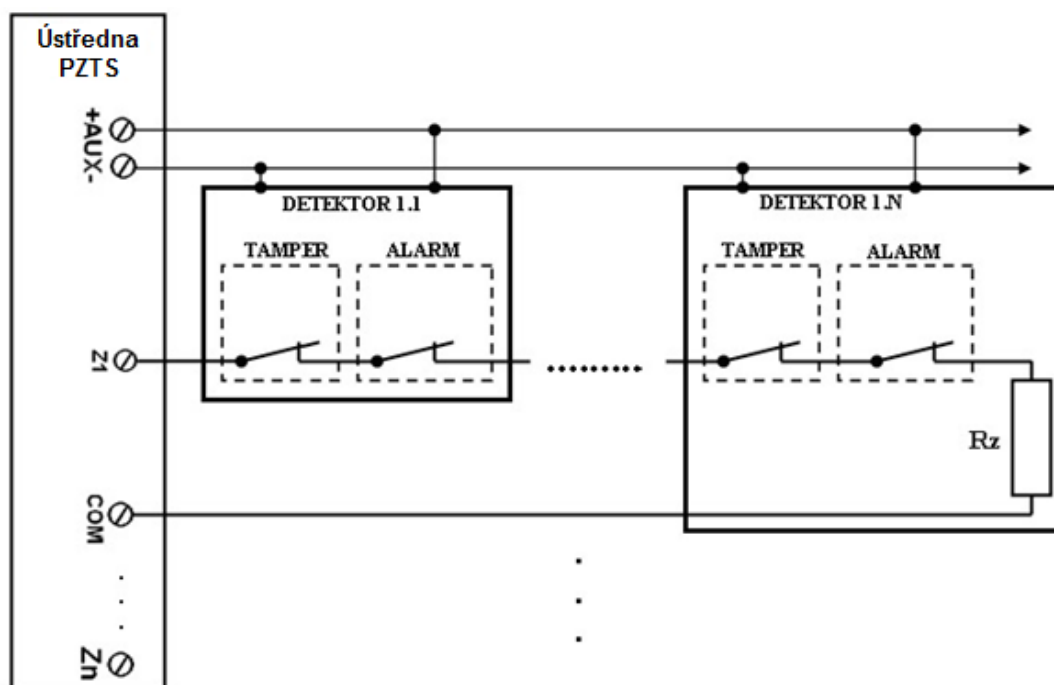 Ústředna
PZTS
+AUX-
DETEKTOR 1.1
DETEKTOR 1.N
TAMPER
ALARM
TAMPER
ALARM
Z1
Rz
COM
Zn